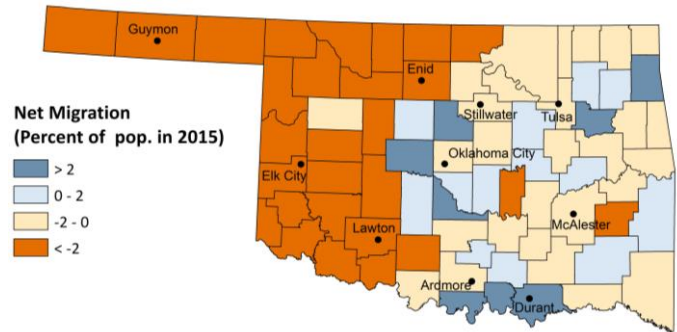 Guymon
Enid
Net Migration
(Percent of pop. in 2015)
> 2
0 - 2
-2 - 0
< -2
Stillwater
Tulsa
Oklahoma City
Elk City
Lawton
McAlester
Ardmore
Durant